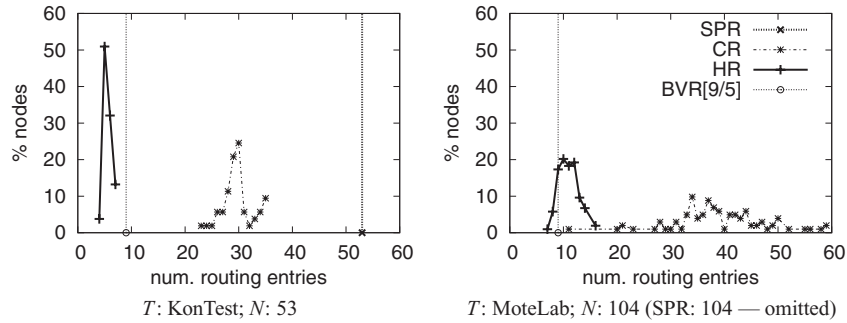 60
50
40
30
20
10
0
% nodes
0 10 20 30 40 50 60
num. routing entries
T: KonTest; N: 53
60
50
40
30
20
10
0
% nodes
SPR
CR
HR
BVR[9/5]
0 10 20 30 40 50 60
num. routing entries
T: MoteLab; N: 104 (SPR: 104 — omitted)